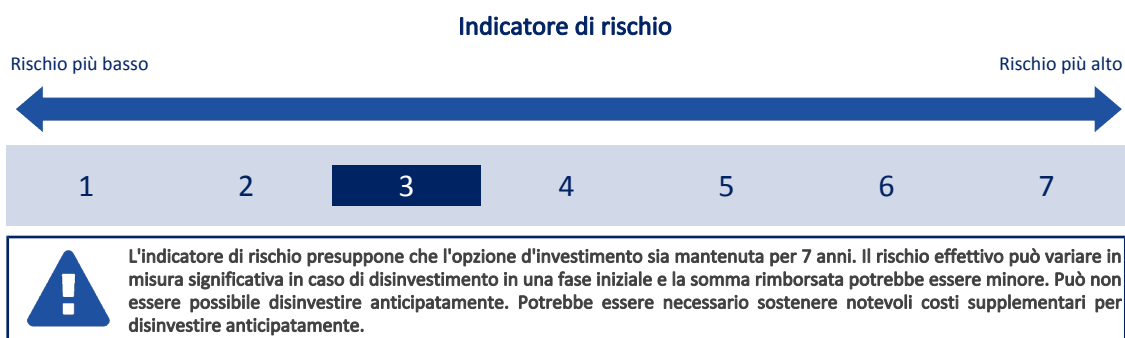 Indicatore di rischio
Rischio più basso
Rischio più alto
1 2 3 4 5 6 7
L'indicatore di rischio presuppone che l'opzione d'investimento sia mantenuta per 7 anni. Il rischio effettivo può variare in
misura significativa in caso di disinvestimento in una fase iniziale e la somma rimborsata potrebbe essere minore. Può non
essere possibile disinvestire anticipatamente. Potrebbe essere necessario sostenere notevoli costi supplementari per
disinvestire anticipatamente.